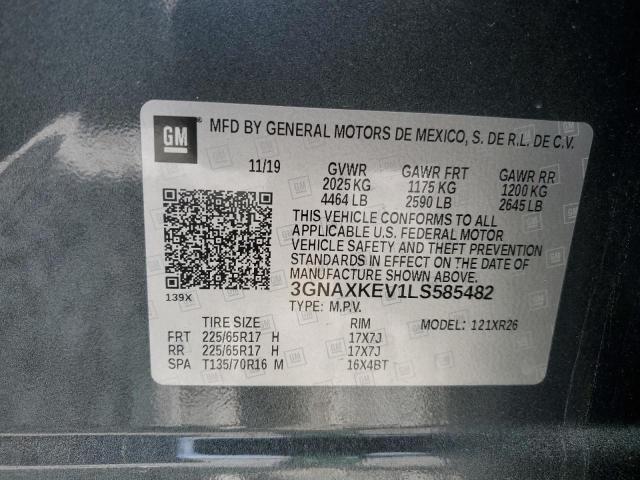 GM
MFD BY GENERAL MOTORS DE MEXICO, S. DE R.L. DE C.V.
11/19 GVWR GAWR FRT GAWR RR
2025 KG 1175 KG 1200 KG
4464 LB 2590 LB 2645 LB
THIS VEHICLE CONFORMS TO ALL
APPLICABLE U.S. FEDERAL MOTOR
VEHICLE SAFETY AND THEFT PREVENTION
STANDARDS IN EFFECT ON THE DATE OF
MANUFACTURE SHOWN ABOVE.
139X 3GNAXKEV1LS585482
TYPE: M.P.V.
TIRE SIZE RIM MODEL: 121XR26
FRT 225/65R17 H 17X7J
RR 225/65R17 H 17X7J
SPA T135/70R16 M 16X4BT